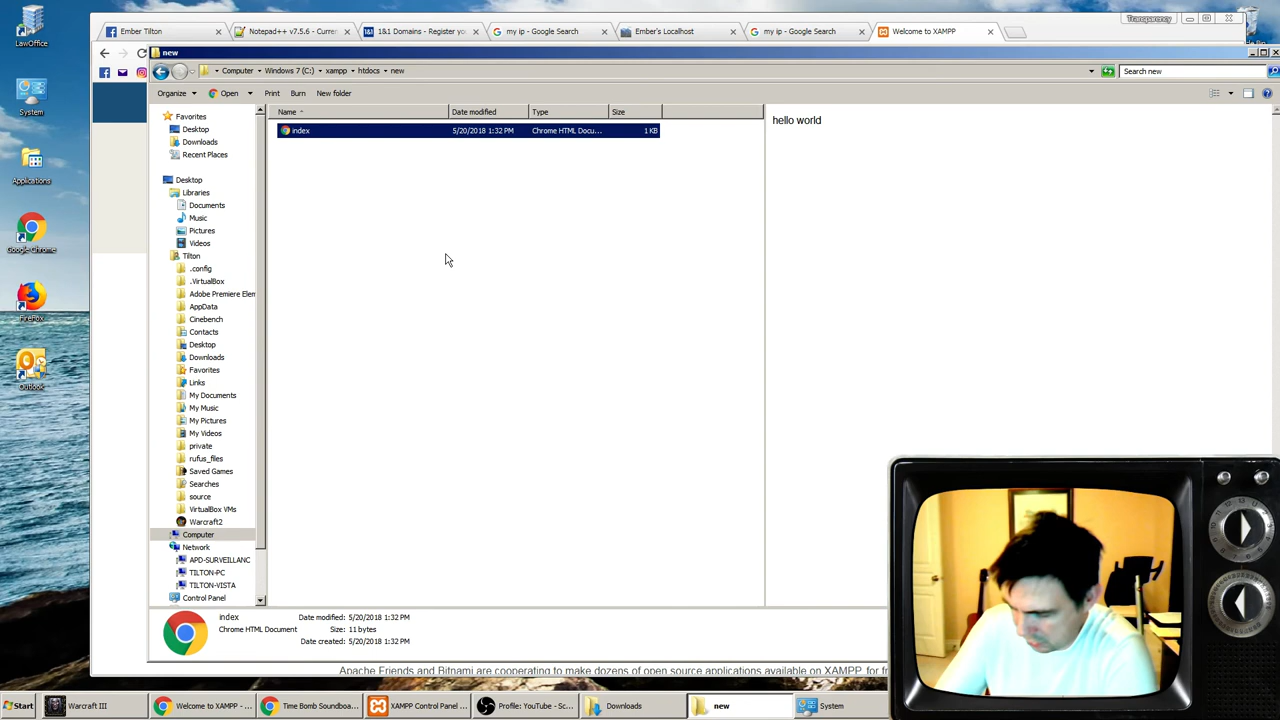 LawOffice
System
Applications
Google Chrome
FireFox
Outlook
Ember Tilton
Notepad++ v7.5.6 - Curren
1&1 Domains - Register yo
my ip - Google Search
Ember's Localhost
my ip - Google Search
Welcome to XAMPP
Transparency
new
Computer
Windows 7 (C:)
xampp
htdocs
new
Search new
Organize
Open
Print
Burn
New folder
Name
Date modified
Type
Size
index
5/20/2018 1:32 PM
Chrome HTML Docu...
1 KB
hello world
Favorites
Desktop
Downloads
Recent Places
Desktop
Libraries
Documents
Music
Pictures
Videos
Tilton
.config
.VirtualBox
Adobe Premiere Elem
AppData
Cinebench
Contacts
Desktop
Downloads
Favorites
Links
My Documents
My Music
My Pictures
My Videos
private
rufus_files
Saved Games
Searches
source
VirtualBox VMs
Warcraft2
Computer
Network
APD-SURVEILLANC
TILTON-PC
TILTON-VISTA
Control Panel
index
Chrome HTML Document
Date modified: 5/20/2018 1:32 PM
Size: 11 bytes
Date created: 5/20/2018 1:32 PM
Apache Friends and Bitnami are cooperating to make dozens of open source applications available on XAMPP, for fr
Start
Warcraft III
Welcome to XAMPP - ...
Time Bomb Soundboa...
XAMPP Control Panel ...
Profile: YouTube - Sc...
Downloads
new
System